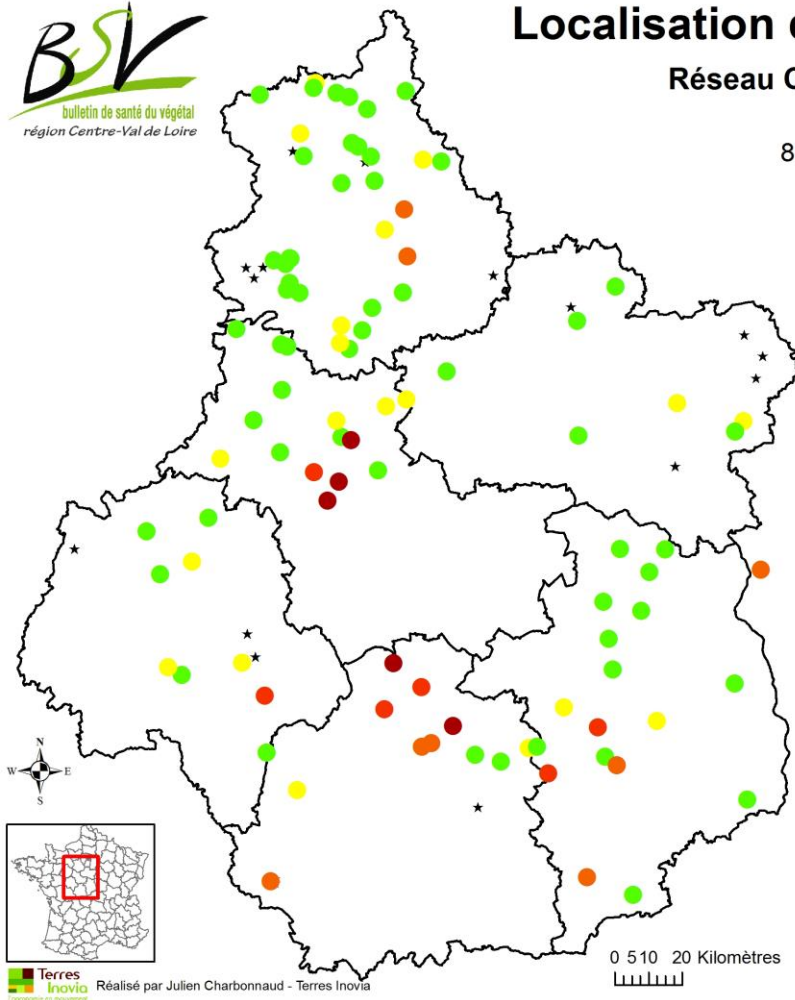 Localisation
BSV
Réseau
bulletin de santé du végétal
région Centre-Val de Loire
8
N
W E
S
0 5 10 20 Kilomètres
Terres
Inovia
Réalisé par Julien Charbonnaud - Terres Inovia